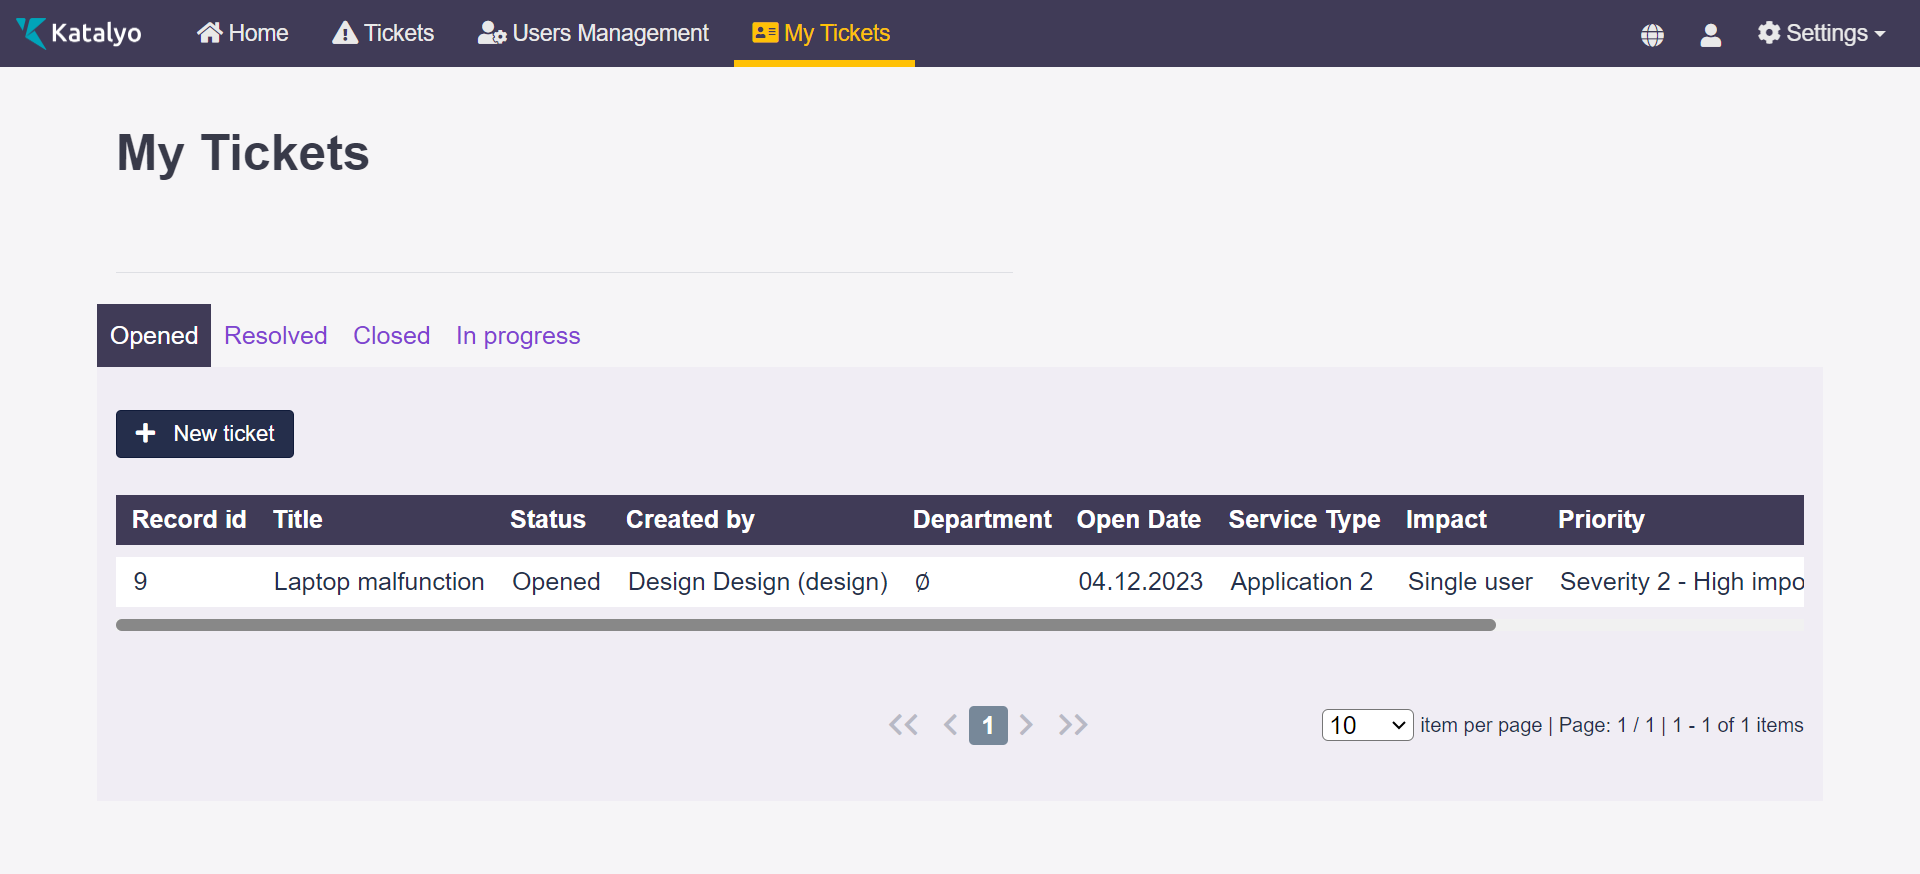 Katalyo Home Tickets Users Management My Tickets Settings
My Tickets
Opened Resolved Closed In progress
New ticket
Record id Title Status Created by Department Open Date Service Type Impact Priority
9 Laptop malfunction Opened Design Design (design) Ø 04.12.2023 Application 2 Single user Severity 2 - High impo
1 10 item per page | Page: 1 / 1 | 1 - 1 of 1 items